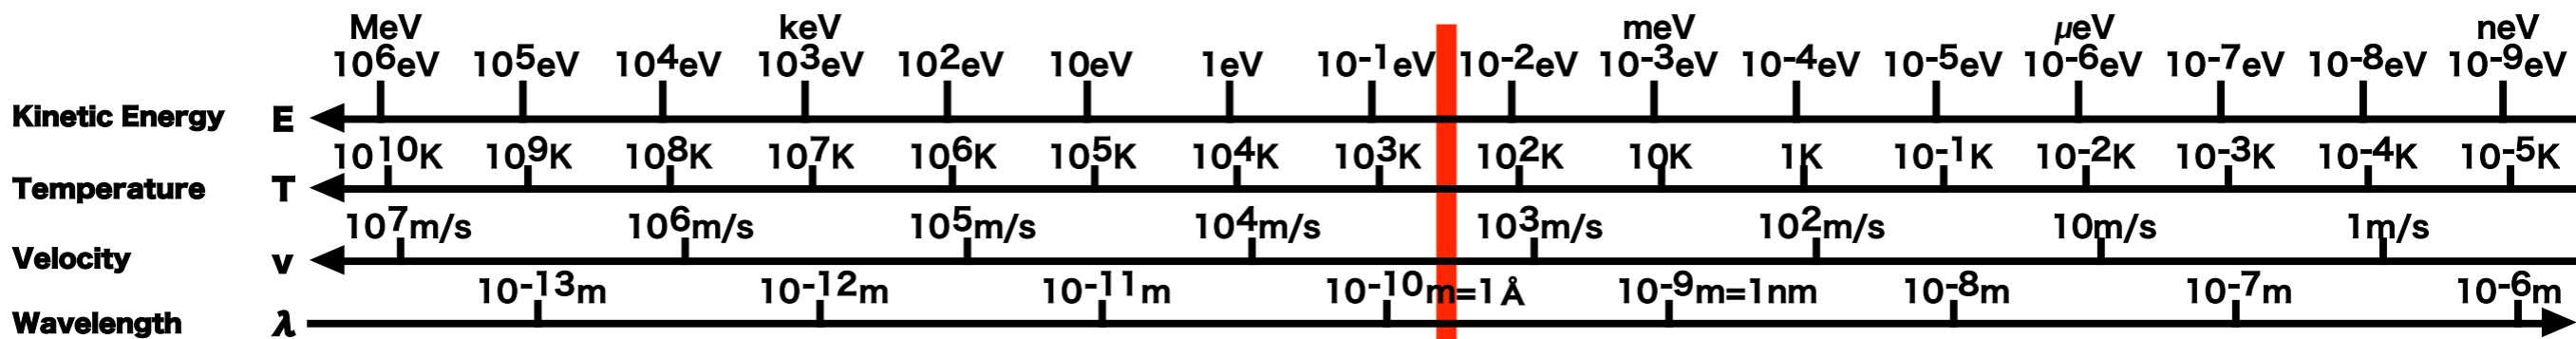 MeV keV meV μeV neV
10⁶eV 10⁵eV 10⁴eV 10³eV 10²eV 10eV 1eV 10⁻¹eV 10⁻²eV 10⁻³eV 10⁻⁴eV 10⁻⁵eV 10⁻⁶eV 10⁻⁷eV 10⁻⁸eV 10⁻⁹eV
Kinetic Energy E
10¹⁰K 10⁹K 10⁸K 10⁷K 10⁶K 10⁵K 10⁴K 10³K 10²K 10K 1K 10⁻¹K 10⁻²K 10⁻³K 10⁻⁴K 10⁻⁵K
Temperature T
10⁷m/s 10⁶m/s 10⁵m/s 10⁴m/s 10³m/s 10²m/s 10m/s 1m/s
Velocity v
10⁻¹³m 10⁻¹²m 10⁻¹¹m 10⁻¹⁰m=1Å 10⁻⁹m=1nm 10⁻⁸m 10⁻⁷m 10⁻⁶m
Wavelength λ